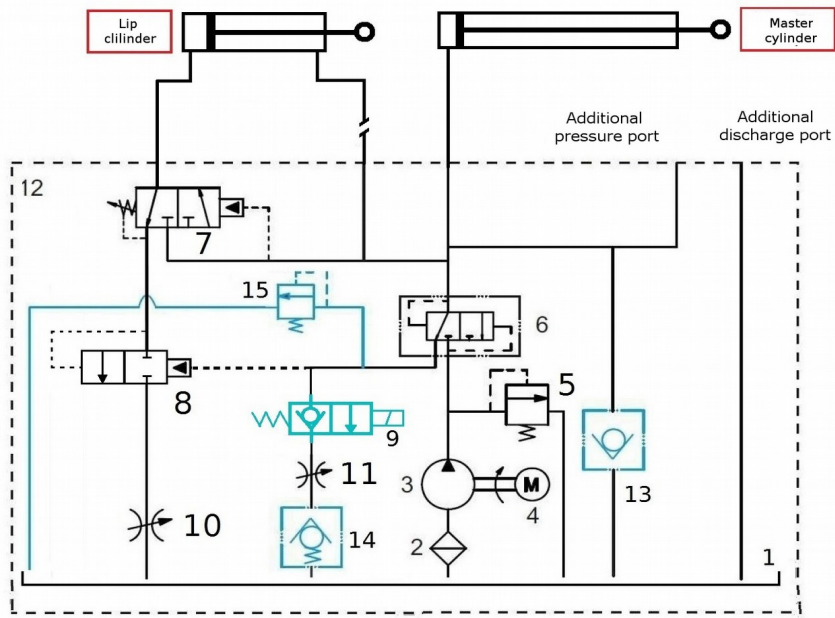 Lip
clilinder
Master
cylinder
Additional
pressure port
Additional
discharge port
12
7
15
6
5
8
9
3
M
4
11
13
10
2
14
1